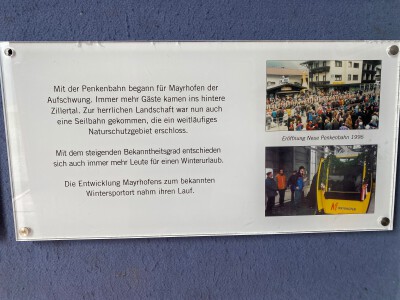 Mit der Penkenbahn begann für Mayrhofen der
Aufschwung. Immer mehr Gäste kamen ins hintere
Zillertal. Zur herrlichen Landschaft war nun auch
eine Seilbahn gekommen, die ein weitläufiges
Naturschutzgebiet erschloss.
Mit dem steigenden Bekanntheitsgrad entschieden
sich auch immer mehr Leute für einen Winterurlaub.
Die Entwicklung Mayrhofens zum bekannten
Wintersportort nahm ihren Lauf.
Eröffnung Neue Penkenbahn 1996